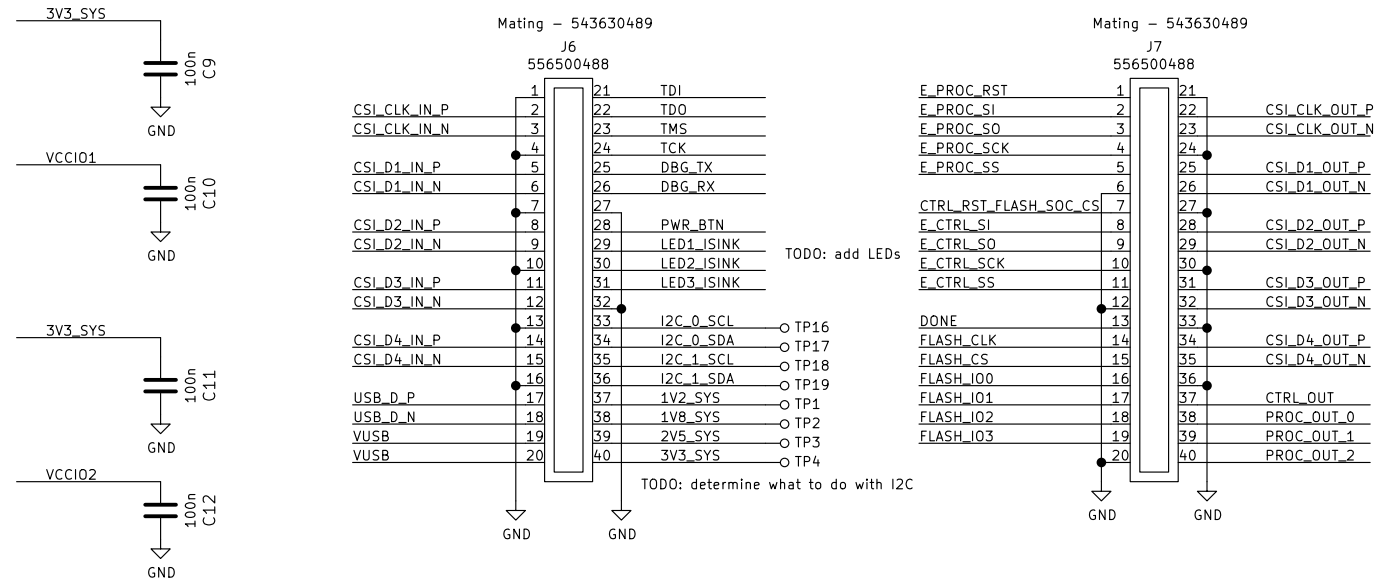 3V3_SYS
100n
C9
GND
VCCIO1
100n
C10
GND
3V3_SYS
100n
C11
GND
VCCIO2
100n
C12
GND
Mating - 543630489
J6
556500488
1 21 TDI
CSI_CLK_IN_P 2 22 TDO
CSI_CLK_IN_N 3 23 TMS
4 24 TCK
CSI_D1_IN_P 5 25 DBG_TX
CSI_D1_IN_N 6 26 DBG_RX
7 27
CSI_D2_IN_P 8 28 PWR_BTN
CSI_D2_IN_N 9 29 LED1_ISINK
10 30 LED2_ISINK
CSI_D3_IN_P 11 31 LED3_ISINK
CSI_D3_IN_N 12 32
13 33 I2C_0_SCL TP16
CSI_D4_IN_P 14 34 I2C_0_SDA TP17
CSI_D4_IN_N 15 35 I2C_1_SCL TP18
16 36 I2C_1_SDA TP19
USB_D_P 17 37 1V2_SYS TP1
USB_D_N 18 38 1V8_SYS TP2
VUSB 19 39 2V5_SYS TP3
VUSB 20 40 3V3_SYS TP4
GND GND
TODO: add LEDs
TODO: determine what to do with I2C
Mating - 543630489
J7
556500488
E_PROC_RST 1 21
E_PROC_SI 2 22 CSI_CLK_OUT_P
E_PROC_SO 3 23 CSI_CLK_OUT_N
E_PROC_SCK 4 24
E_PROC_SS 5 25 CSI_D1_OUT_P
6 26 CSI_D1_OUT_N
CTRL_RST_FLASH_SOC_CS 7 27
E_CTRL_SI 8 28 CSI_D2_OUT_P
E_CTRL_SO 9 29 CSI_D2_OUT_N
E_CTRL_SCK 10 30
E_CTRL_SS 11 31 CSI_D3_OUT_P
12 32 CSI_D3_OUT_N
DONE 13 33
FLASH_CLK 14 34 CSI_D4_OUT_P
FLASH_CS 15 35 CSI_D4_OUT_N
FLASH_IO0 16 36
FLASH_IO1 17 37 CTRL_OUT
FLASH_IO2 18 38 PROC_OUT_0
FLASH_IO3 19 39 PROC_OUT_1
20 40 PROC_OUT_2
GND GND